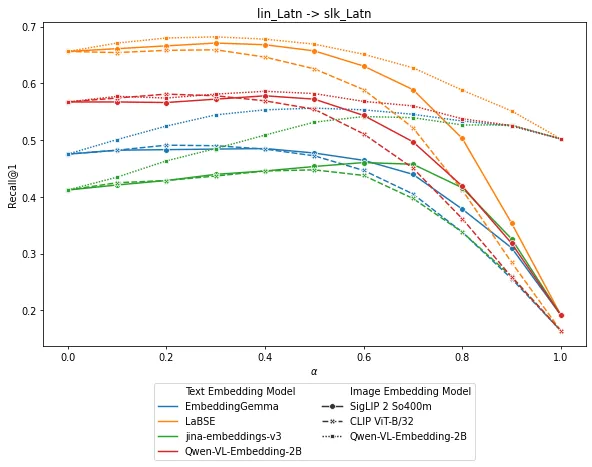 lin_Latn -> slk_Latn
Recall@1
0.7
0.6
0.5
0.4
0.3
0.2
0.0 0.2 0.4 0.6 0.8 1.0
α
Text Embedding Model Image Embedding Model
EmbeddingGemma SigLIP 2 So400m
LaBSE CLIP ViT-B/32
jina-embeddings-v3 Qwen-VL-Embedding-2B
Qwen-VL-Embedding-2B